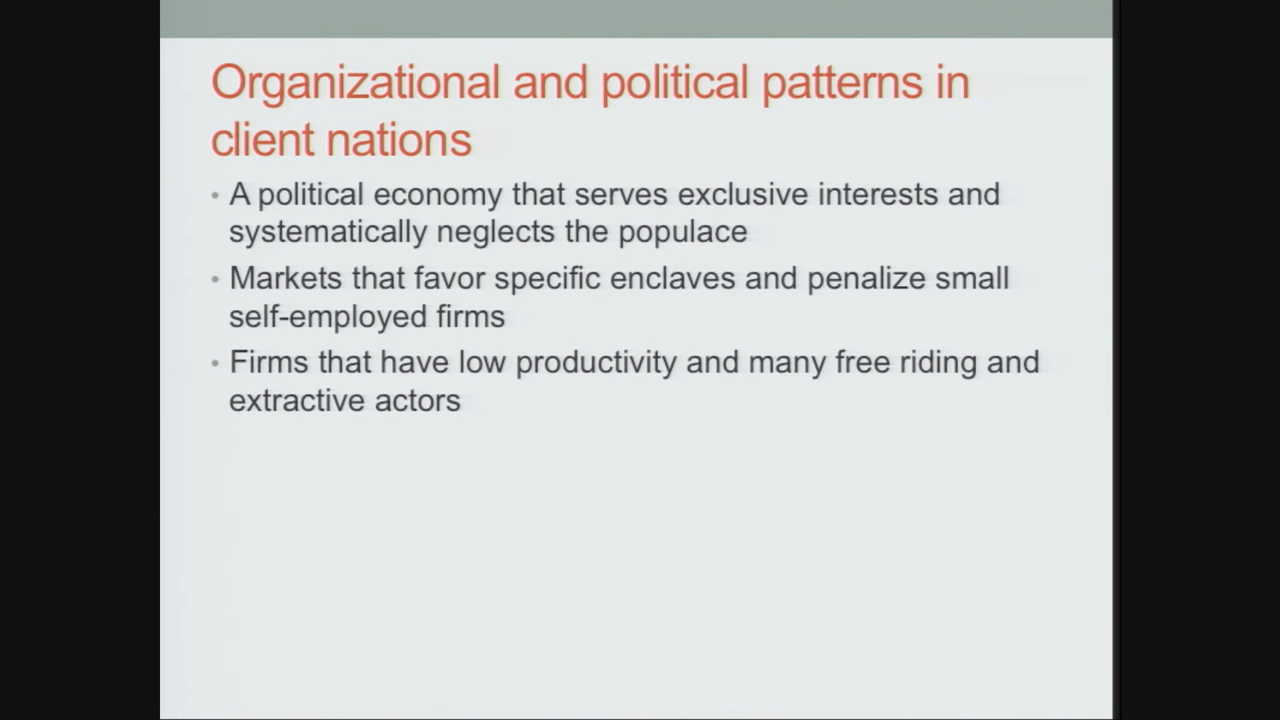 Organizational and political patterns in
client nations
• A political economy that serves exclusive interests and
systematically neglects the populace
• Markets that favor specific enclaves and penalize small
self-employed firms
• Firms that have low productivity and many free riding and
extractive actors